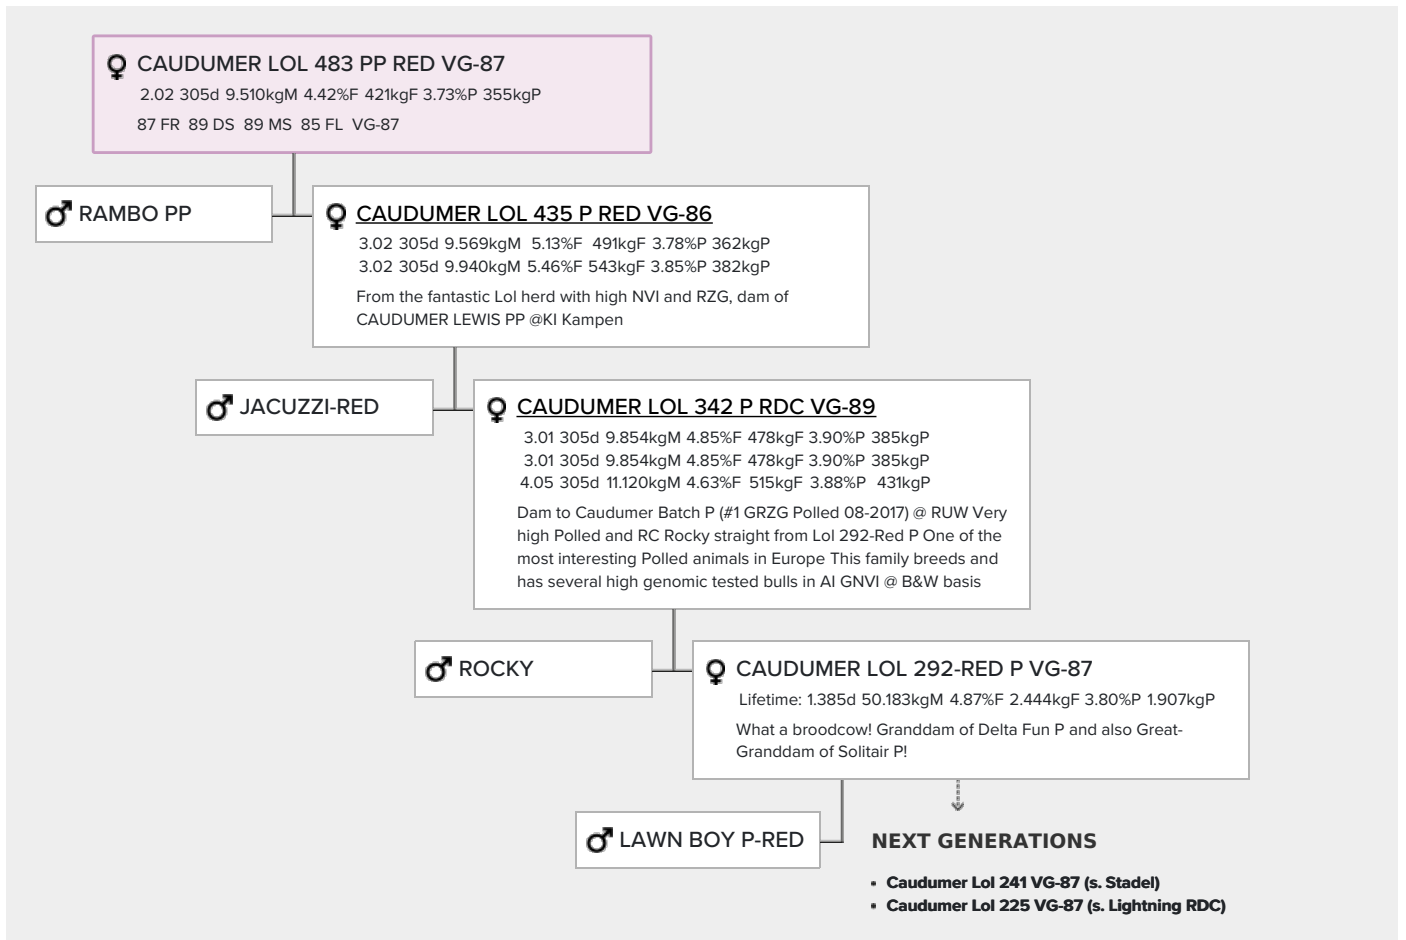 CAUDUMER LOL 483 PP RED VG-87
2.02 305d 9.510kgM 4.42%F 421kgF 3.73%P 355kgP
87 FR 89 DS 89 MS 85 FL VG-87
RAMBO PP
CAUDUMER LOL 435 P RED VG-86
3.02 305d 9.569kgM 5.13%F 491kgF 3.78%P 362kgP
3.02 305d 9.940kgM 5.46%F 543kgF 3.85%P 382kgP
From the fantastic Lol herd with high NVI and RZG, dam of
CAUDUMER LEWIS PP @KI Kampen
JACUZZI-RED
CAUDUMER LOL 342 P RDC VG-89
3.01 305d 9.854kgM 4.85%F 478kgF 3.90%P 385kgP
3.01 305d 9.854kgM 4.85%F 478kgF 3.90%P 385kgP
4.05 305d 11.120kgM 4.63%F 515kgF 3.88%P 431kgP
Dam to Caudumer Batch P (#1 GRZG Polled 08-2017) @ RUW Very
high Polled and RC Rocky straight from Lol 292-Red P One of the
most interesting Polled animals in Europe This family breeds and
has several high genomic tested bulls in AI GNVI @ B&W basis
ROCKY
CAUDUMER LOL 292-RED P VG-87
Lifetime: 1.385d 50.183kgM 4.87%F 2.444kgF 3.80%P 1.907kgP
What a broodcow! Granddam of Delta Fun P and also Great-
Granddam of Solitair P!
LAWN BOY P-RED
NEXT GENERATIONS
• Caudumer Lol 241 VG-87 (s. Stadel)
• Caudumer Lol 225 VG-87 (s. Lightning RDC)